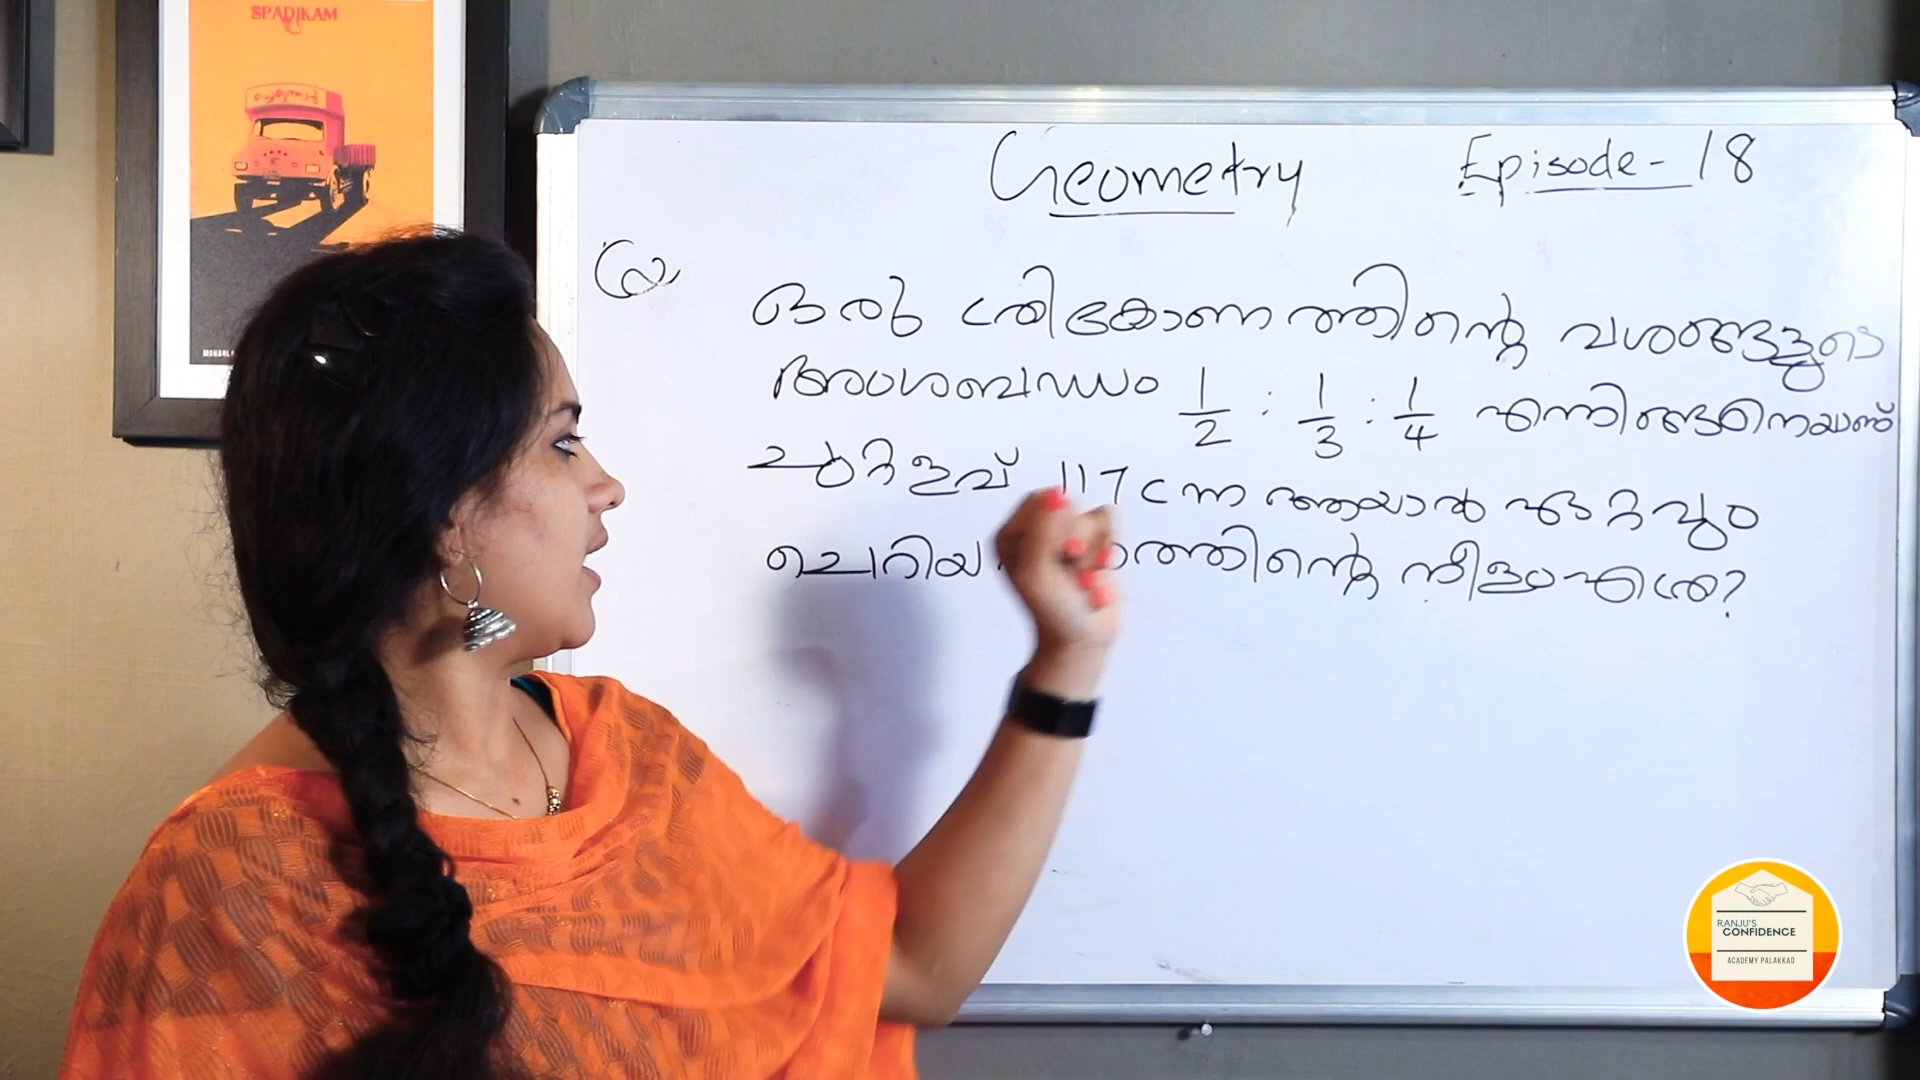 SPADIKAM
ചെകുത്താൻ
Geometry Episode-18
Q
ഒരു ത്രികോണത്തിന്റെ വശങ്ങളുടെ
അംശബന്ധം 1/2 : 1/3 : 1/4 എന്നിങ്ങനെയാണ്
ചുറ്റളവ് 117 cm ആയാൽ ഏറ്റവും
ചെറിയ നീളം എത്ര?
RANJU'S
CONFIDENCE
ACADEMY PALAKKAD